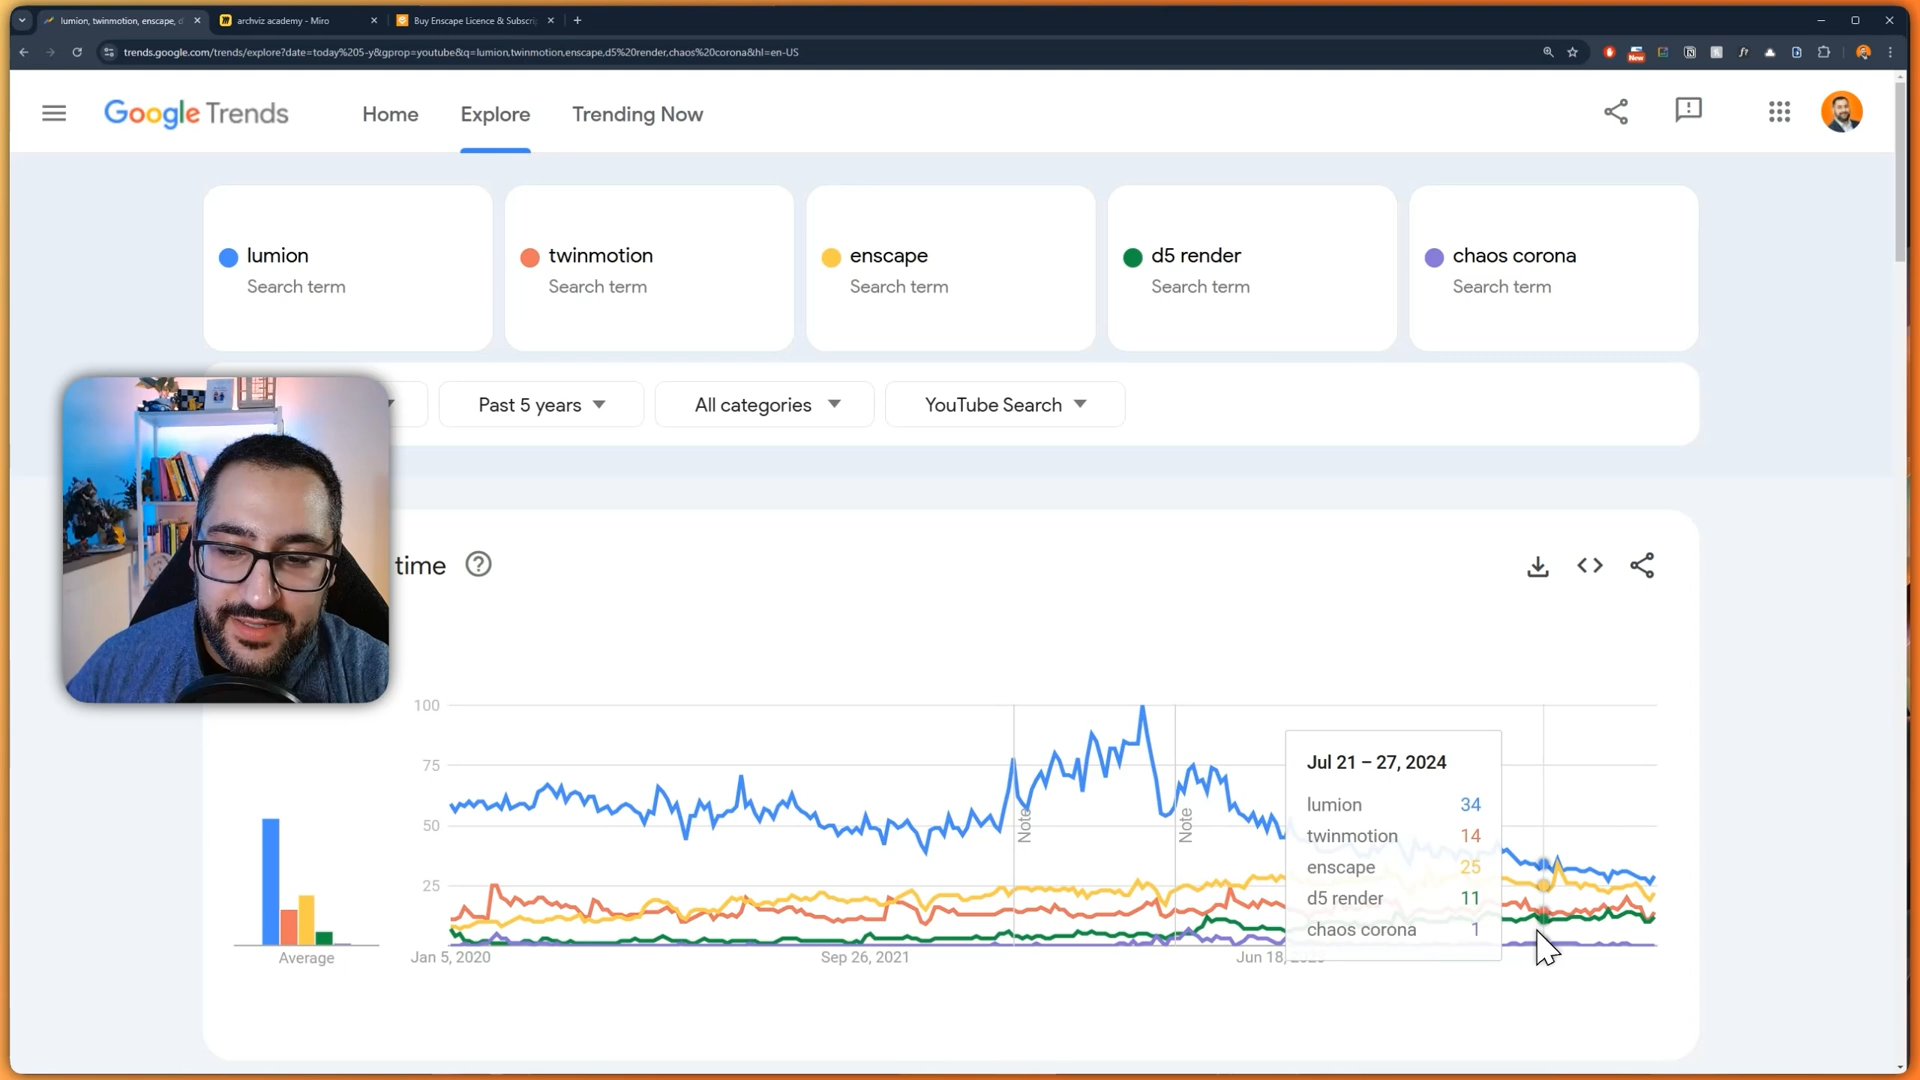 lumion, twinmotion, enscape, d
archviz academy - Miro
Buy Enscape Licence & Subscri
trends.google.com/trends/explore?date=today%205-y&gprop=youtube&q=lumion,twinmotion,enscape,d5%20render,chaos%20corona&hl=en-US
New
Google Trends
Home
Explore
Trending Now
lumion
Search term
twinmotion
Search term
enscape
Search term
d5 render
Search term
chaos corona
Search term
Past 5 years
All categories
YouTube Search
time
100
75
50
25
Note
Note
Average
Jan 5, 2020
Sep 26, 2021
Jun 18,
Jul 21 – 27, 2024
lumion 34
twinmotion 14
enscape 25
d5 render 11
chaos corona 1